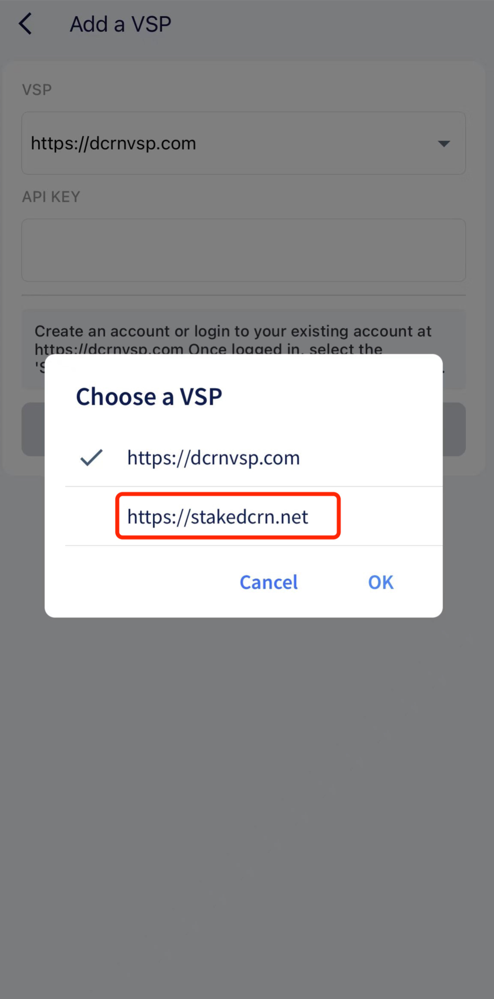 Add a VSP
VSP
https://dcrnvsp.com
API KEY
Create an account or login to your existing account at
https://dcrnvsp.com Once logged in, select the
Choose a VSP
https://dcrnvsp.com
https://stakedcrn.net
Cancel OK